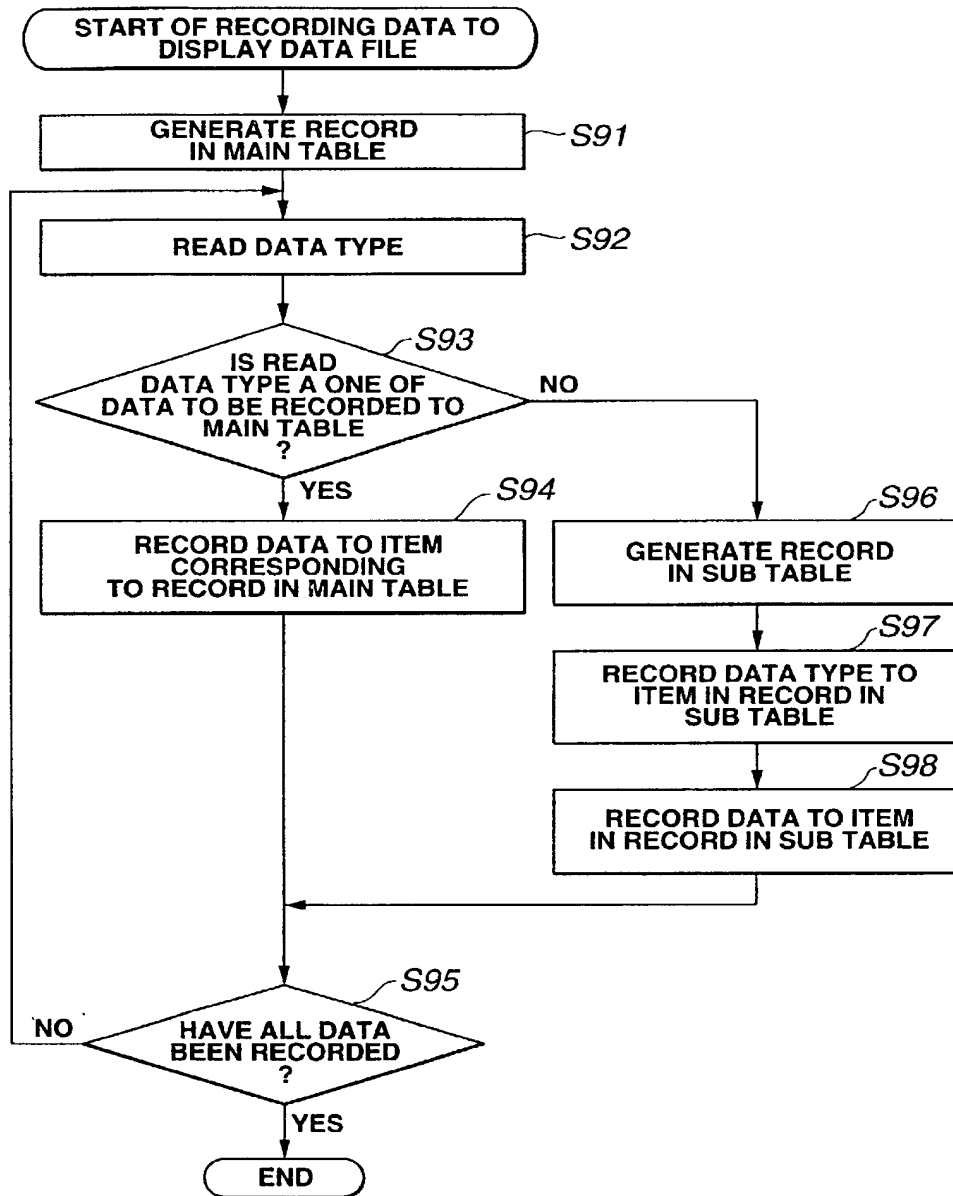 START OF RECORDING DATA TO
DISPLAY DATA FILE
GENERATE RECORD
IN MAIN TABLE
S91
READ DATA TYPE
S92
S93
IS READ
DATA TYPE A ONE OF
DATA TO BE RECORDED TO
MAIN TABLE
?
NO
YES
S94
RECORD DATA TO ITEM
CORRESPONDING
TO RECORD IN MAIN TABLE
S96
GENERATE RECORD
IN SUB TABLE
S97
RECORD DATA TYPE TO
ITEM IN RECORD IN
SUB TABLE
S98
RECORD DATA TO ITEM
IN RECORD IN SUB TABLE
S95
NO
HAVE ALL DATA
BEEN RECORDED
?
YES
END